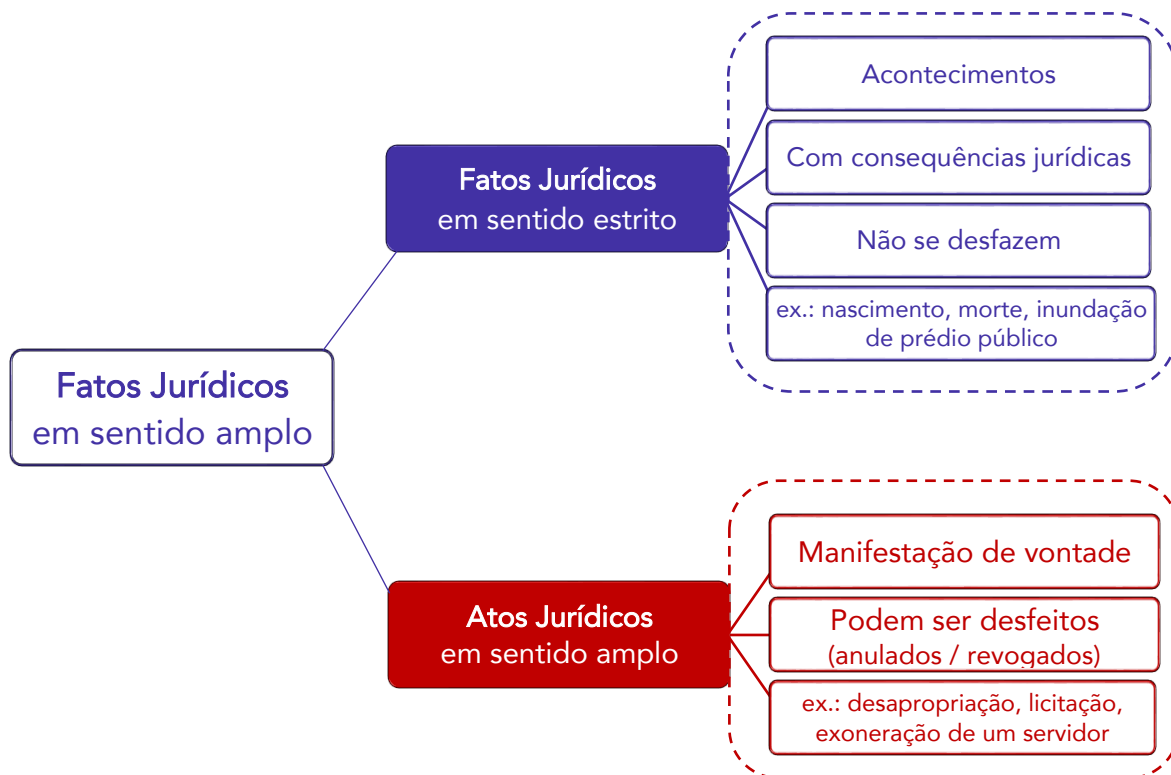 Fatos Jurídicos
em sentido amplo
Fatos Jurídicos
em sentido estrito
Acontecimentos
Com consequências jurídicas
Não se desfazem
ex.: nascimento, morte, inundação
de prédio público
Atos Jurídicos
em sentido amplo
Manifestação de vontade
Podem ser desfeitos
(anulados / revogados)
ex.: desapropriação, licitação,
exoneração de um servidor